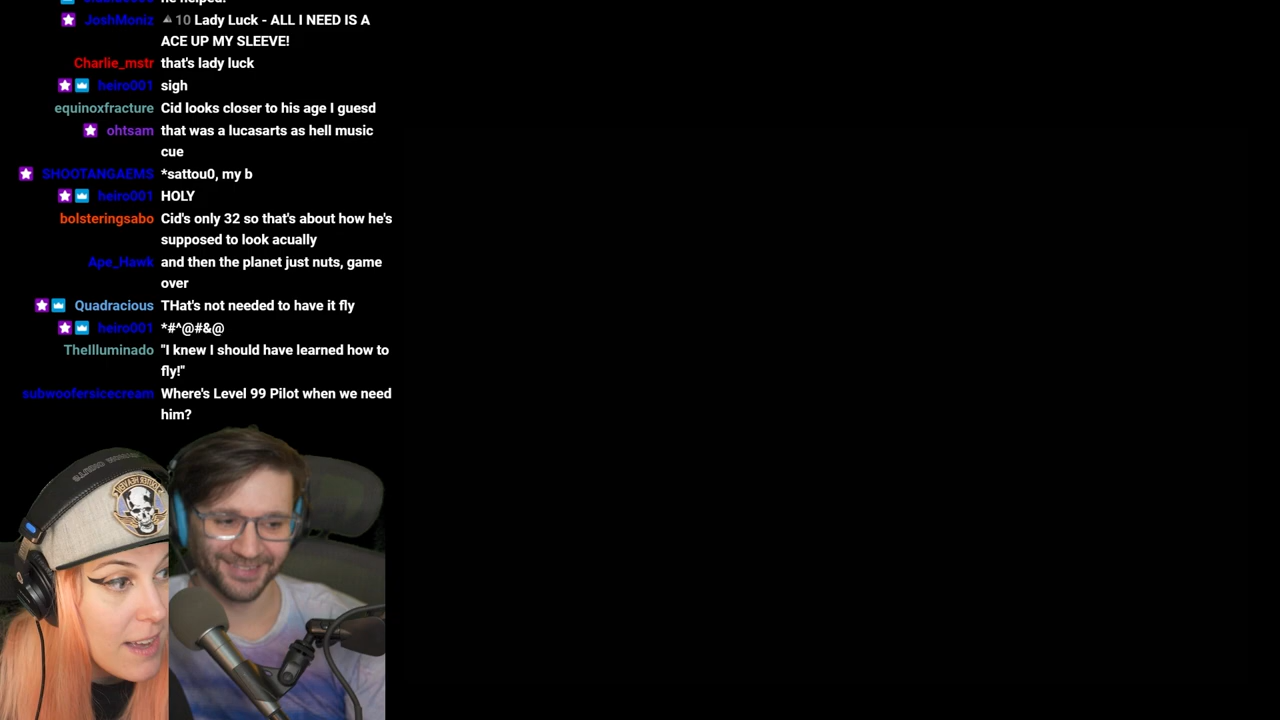 JoshMoniz 10 Lady Luck - ALL I NEED IS A
ACE UP MY SLEEVE!
Charlie_mstr that's lady luck
heiro001 sigh
equinoxfracture Cid looks closer to his age I guesd
ohtsam that was a lucasarts as hell music
cue
SHOOTANGAEMS *sattou0, my b
heiro001 HOLY
bolsteringsabo Cid's only 32 so that's about how he's
supposed to look acually
Ape_Hawk and then the planet just nuts, game
over
Quadracious THat's not needed to have it fly
heiro001 *#^@#&@
TheIlluminado "I knew I should have learned how to
fly!"
subwoofersicecream Where's Level 99 Pilot when we need
him?